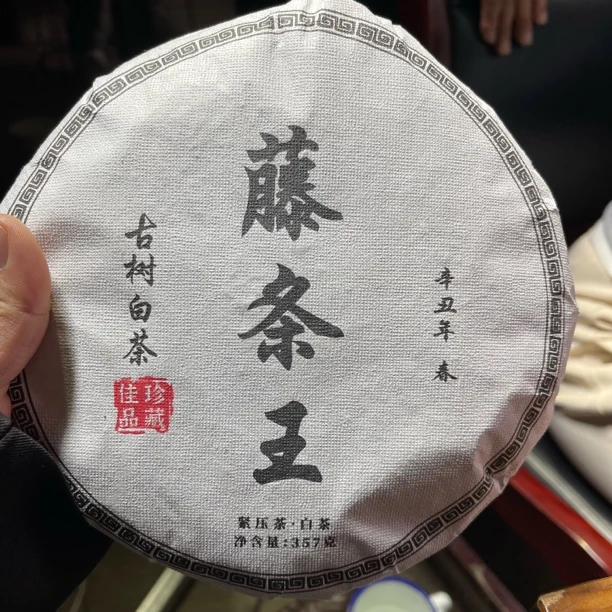 藤条王
辛丑年 春
古树白茶
珍藏
佳品
紧压茶·白茶
净含量:357克